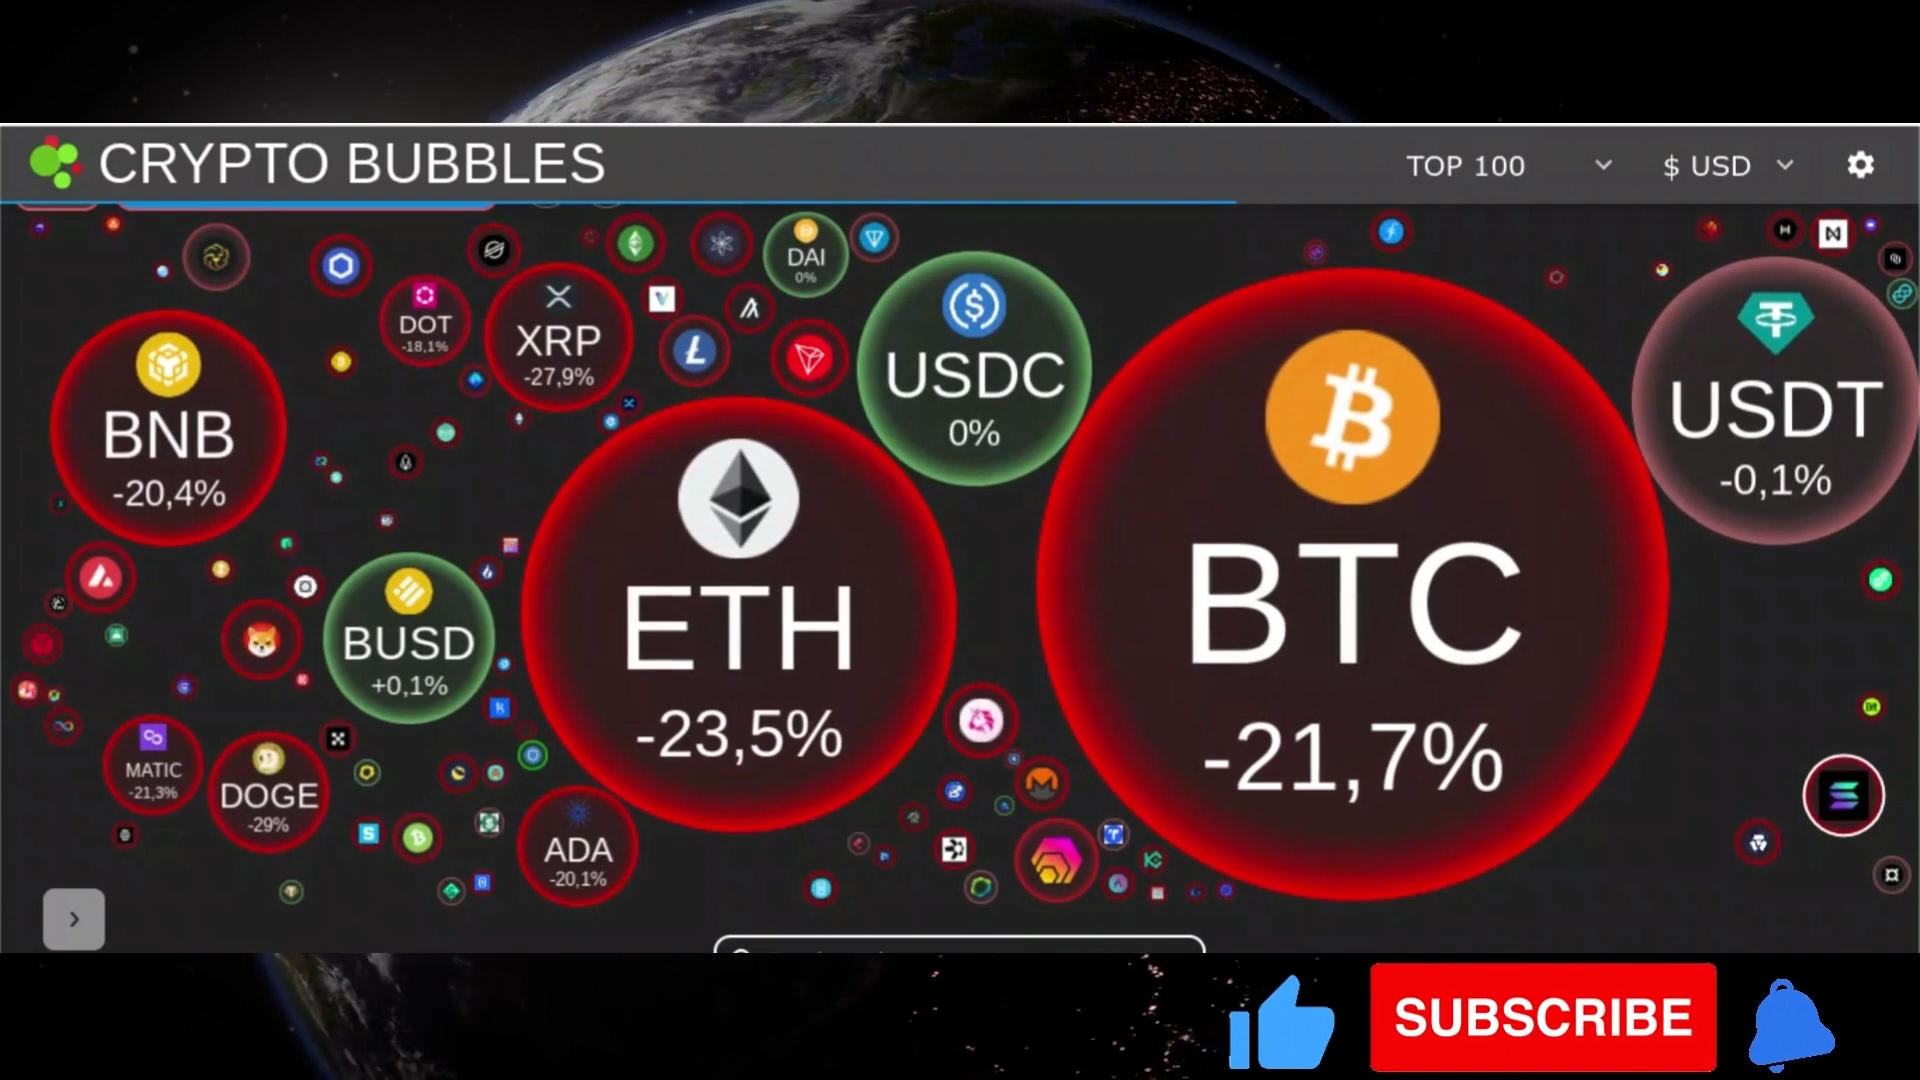 CRYPTO BUBBLES
TOP 100
$ USD
DAI
0%
DOT
-18,1%
XRP
-27,9%
USDC
0%
USDT
-0,1%
BNB
-20,4%
ETH
-23,5%
BTC
-21,7%
BUSD
+0,1%
MATIC
-21,3%
DOGE
-29%
ADA
-20,1%
SUBSCRIBE